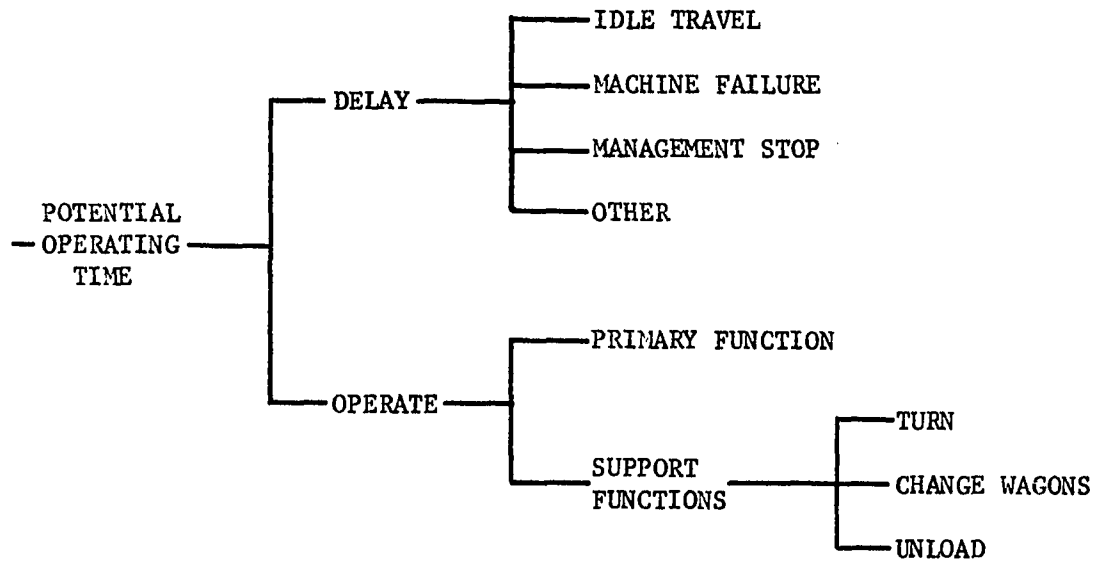 IDLE TRAVEL
MACHINE FAILURE
DELAY
MANAGEMENT STOP
OTHER
POTENTIAL
OPERATING
TIME
PRIMARY FUNCTION
OPERATE
TURN
SUPPORT
FUNCTIONS
CHANGE WAGONS
UNLOAD